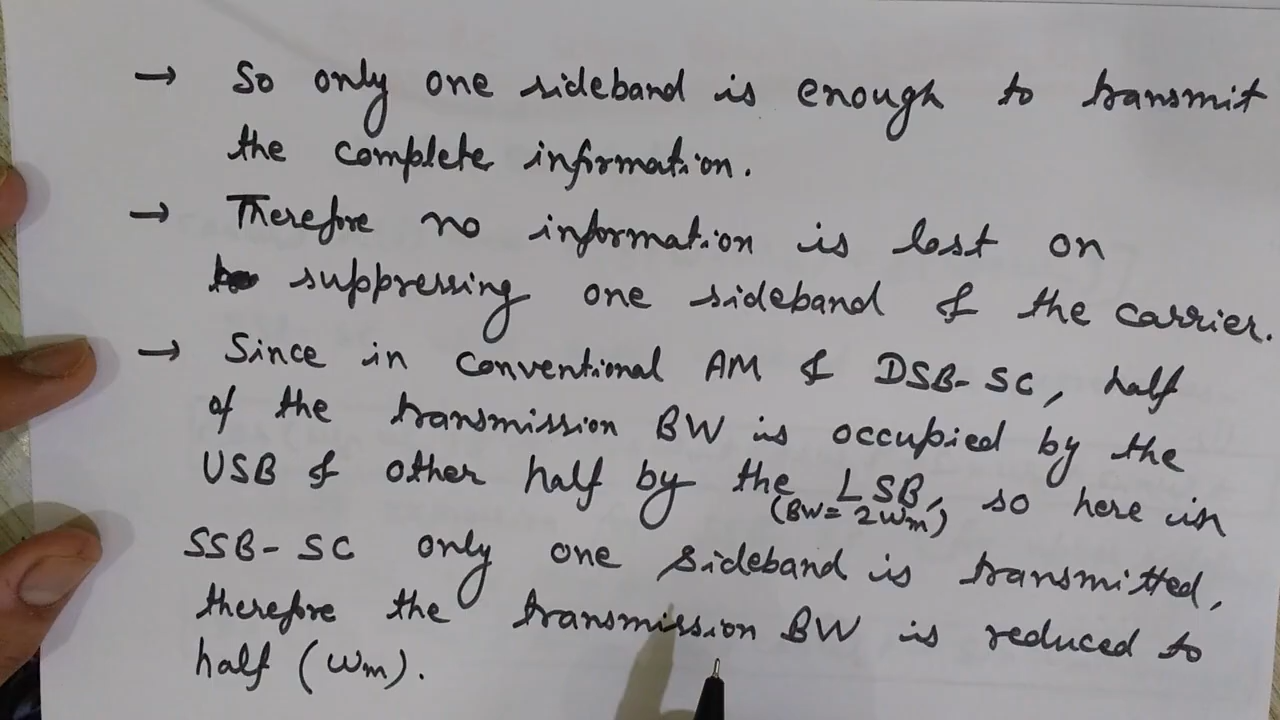 → So only one sideband is enough to transmit
the complete information.
→ Therefore no information is lost on
suppressing one sideband & the carrier.
→ Since in conventional AM & DSB-SC, half
of the transmission BW is occupied by the
USB & other half by the LSB, so here in
(BW = 2ωm)
SSB-SC only one sideband is transmitted,
therefore the transmission BW is reduced to
half (ωm).